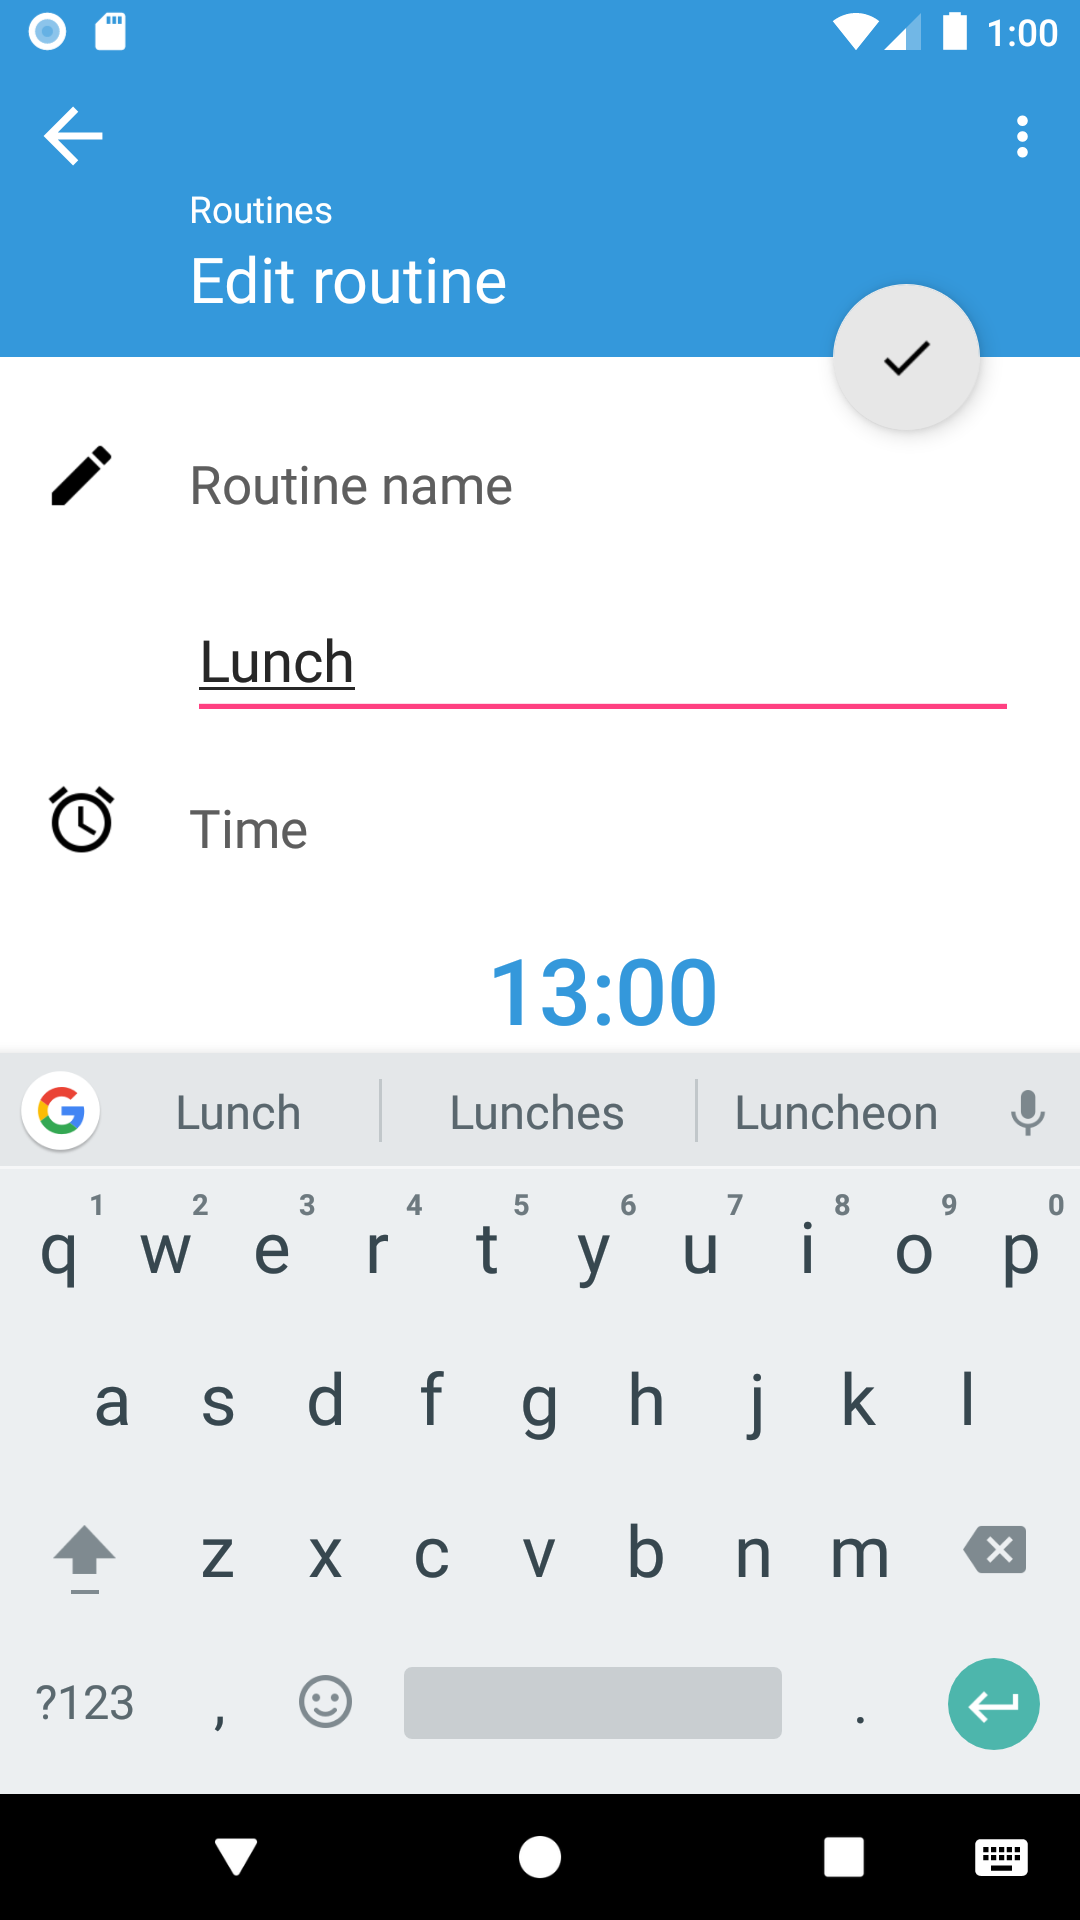 1:00
Routines
Edit routine
Routine name
Lunch
Time
13:00
Lunch Lunches Luncheon
1 2 3 4 5 6 7 8 9 0
q w e r t y u i o p
a s d f g h j k l
z x c v b n m
?123 , .